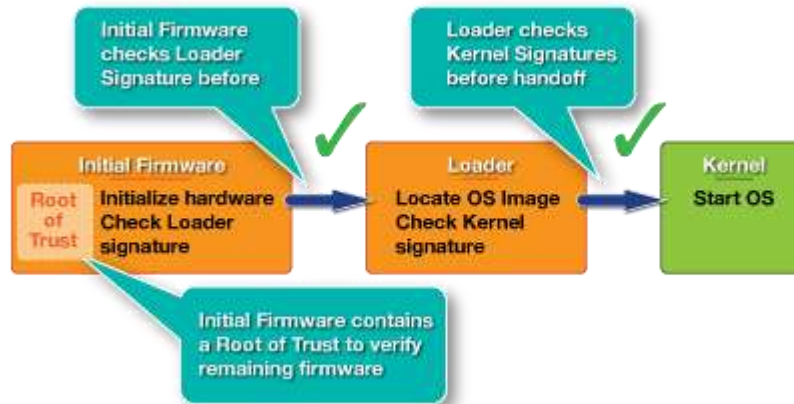 Initial Firmware
checks Loader
Signature before
Loader checks
Kernel Signatures
before handoff
Initial Firmware
Root
of
Trust
Initialize hardware
Check Loader
signature
Loader
Locate OS Image
Check Kernel
signature
Kernel
Start OS
Initial Firmware contains
a Root of Trust to verify
remaining firmware